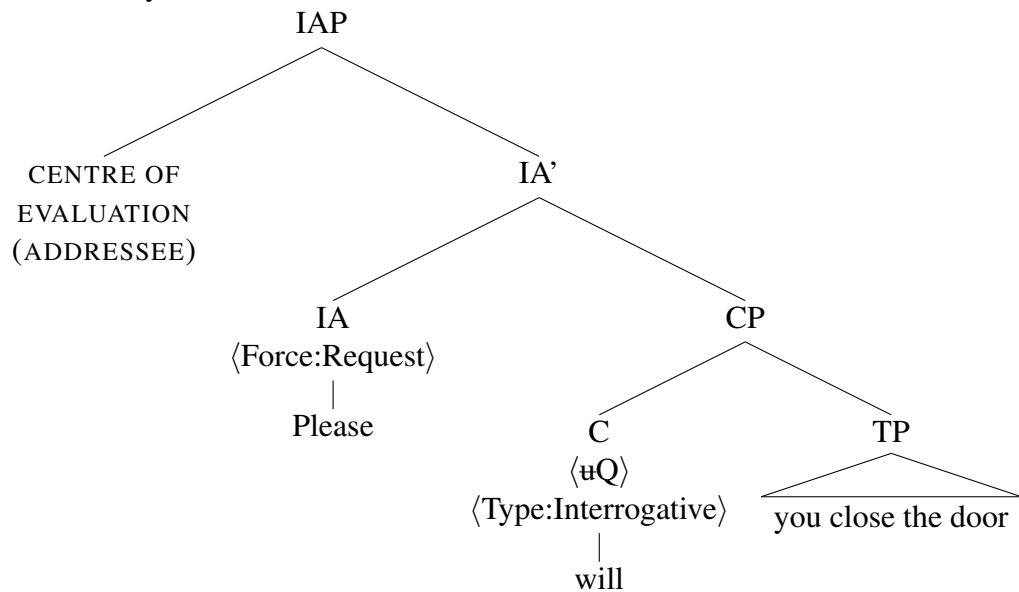 IAP
CENTRE OF
EVALUATION
(ADDRESSEE)
IA’
IA
⟨Force:Request⟩
Please
CP
C
⟨u̶Q⟩
⟨Type:Interrogative⟩
will
TP
you close the door